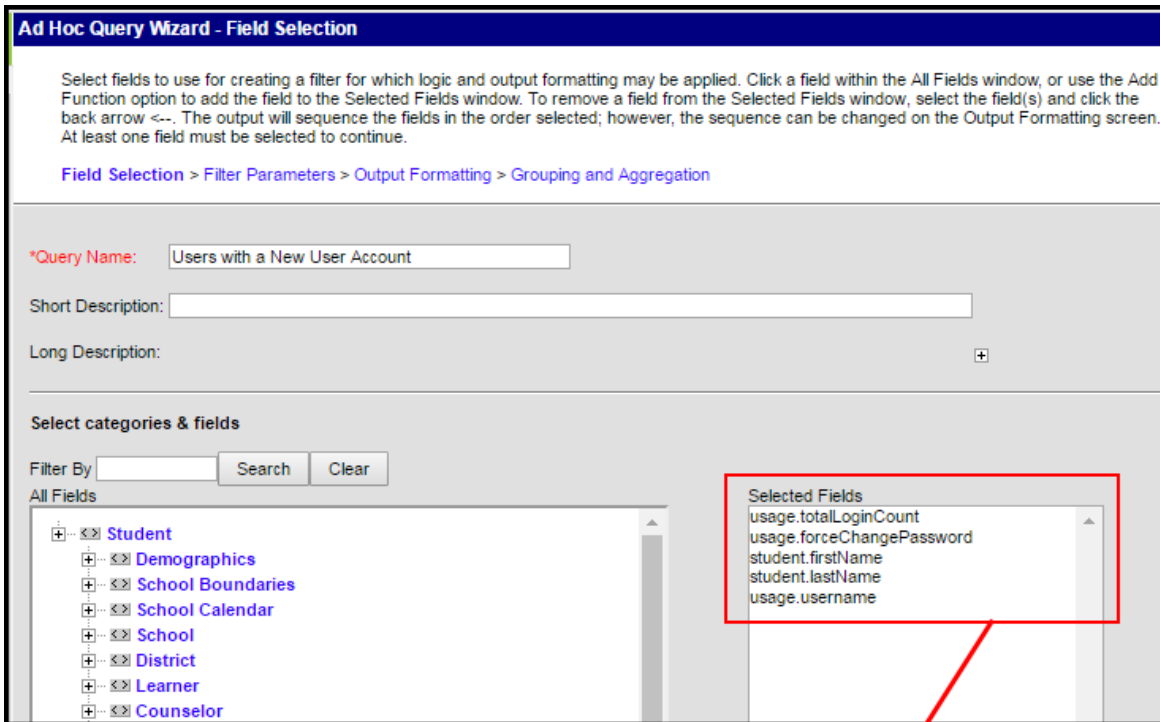 Ad Hoc Query Wizard - Field Selection
Select fields to use for creating a filter for which logic and output formatting may be applied. Click a field within the All Fields window, or use the Add
Function option to add the field to the Selected Fields window. To remove a field from the Selected Fields window, select the field(s) and click the
back arrow <--. The output will sequence the fields in the order selected; however, the sequence can be changed on the Output Formatting screen.
At least one field must be selected to continue.
Field Selection > Filter Parameters > Output Formatting > Grouping and Aggregation
*Query Name: Users with a New User Account
Short Description:
Long Description:
Select categories & fields
Filter By Search Clear
All Fields
Student
Demographics
School Boundaries
School Calendar
School
District
Learner
Counselor
Selected Fields
usage.totalLoginCount
usage.forceChangePassword
student.firstName
student.lastName
usage.username